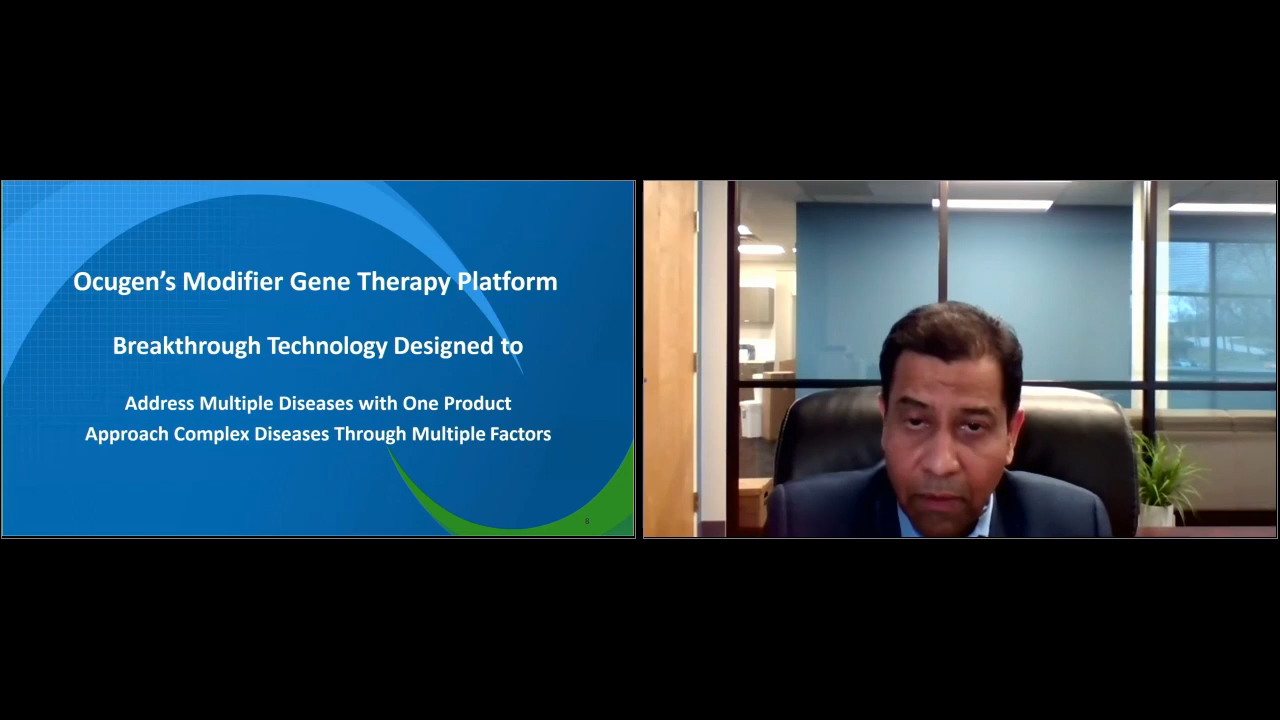 Ocugen’s Modifier Gene Therapy Platform
Breakthrough Technology Designed to
Address Multiple Diseases with One Product
Approach Complex Diseases Through Multiple Factors
8